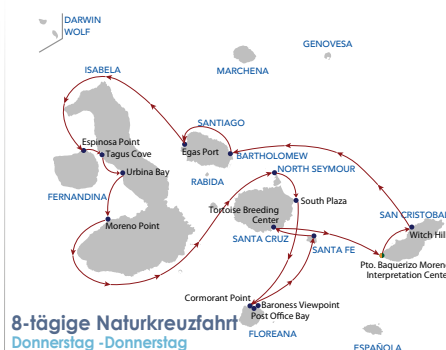 DARWIN
WOLF
GENOVESA
ISABELA
MARCHENA
SANTIAGO
Espinosa Point
Tagus Cove
Egas Port
BARTHOLOMEW
Urbina Bay
NORTH SEYMOUR
RABIDA
FERNANDINA
South Plaza
Tortoise Breeding
Center
SAN CRISTOBAL
Moreno Point
Witch Hill
SANTA CRUZ
SANTA FE
Pto. Baquerizo Moreno
Interpretation Center
Cormorant Point
Baroness Viewpoint
Post Office Bay
FLOREANA
8-tägige Naturkreuzfahrt
Donnerstag -Donnerstag
ESPAÑOLA